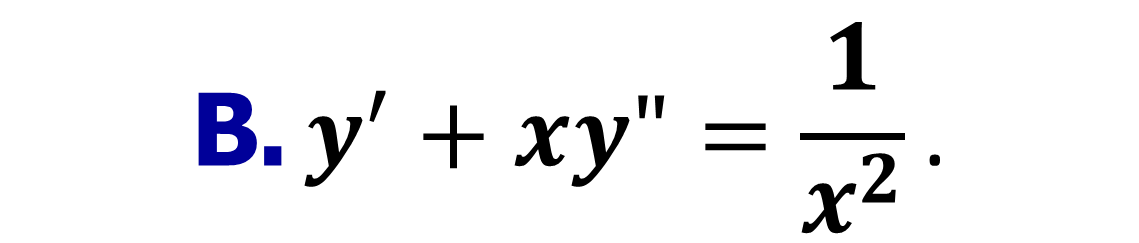 B. y′ + xy" = 1/x² .